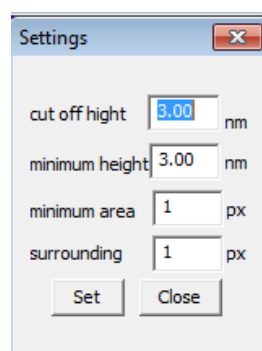 Settings
cut off hight 3.00 nm
minimum height 3.00 nm
minimum area 1 px
surrounding 1 px
Set Close